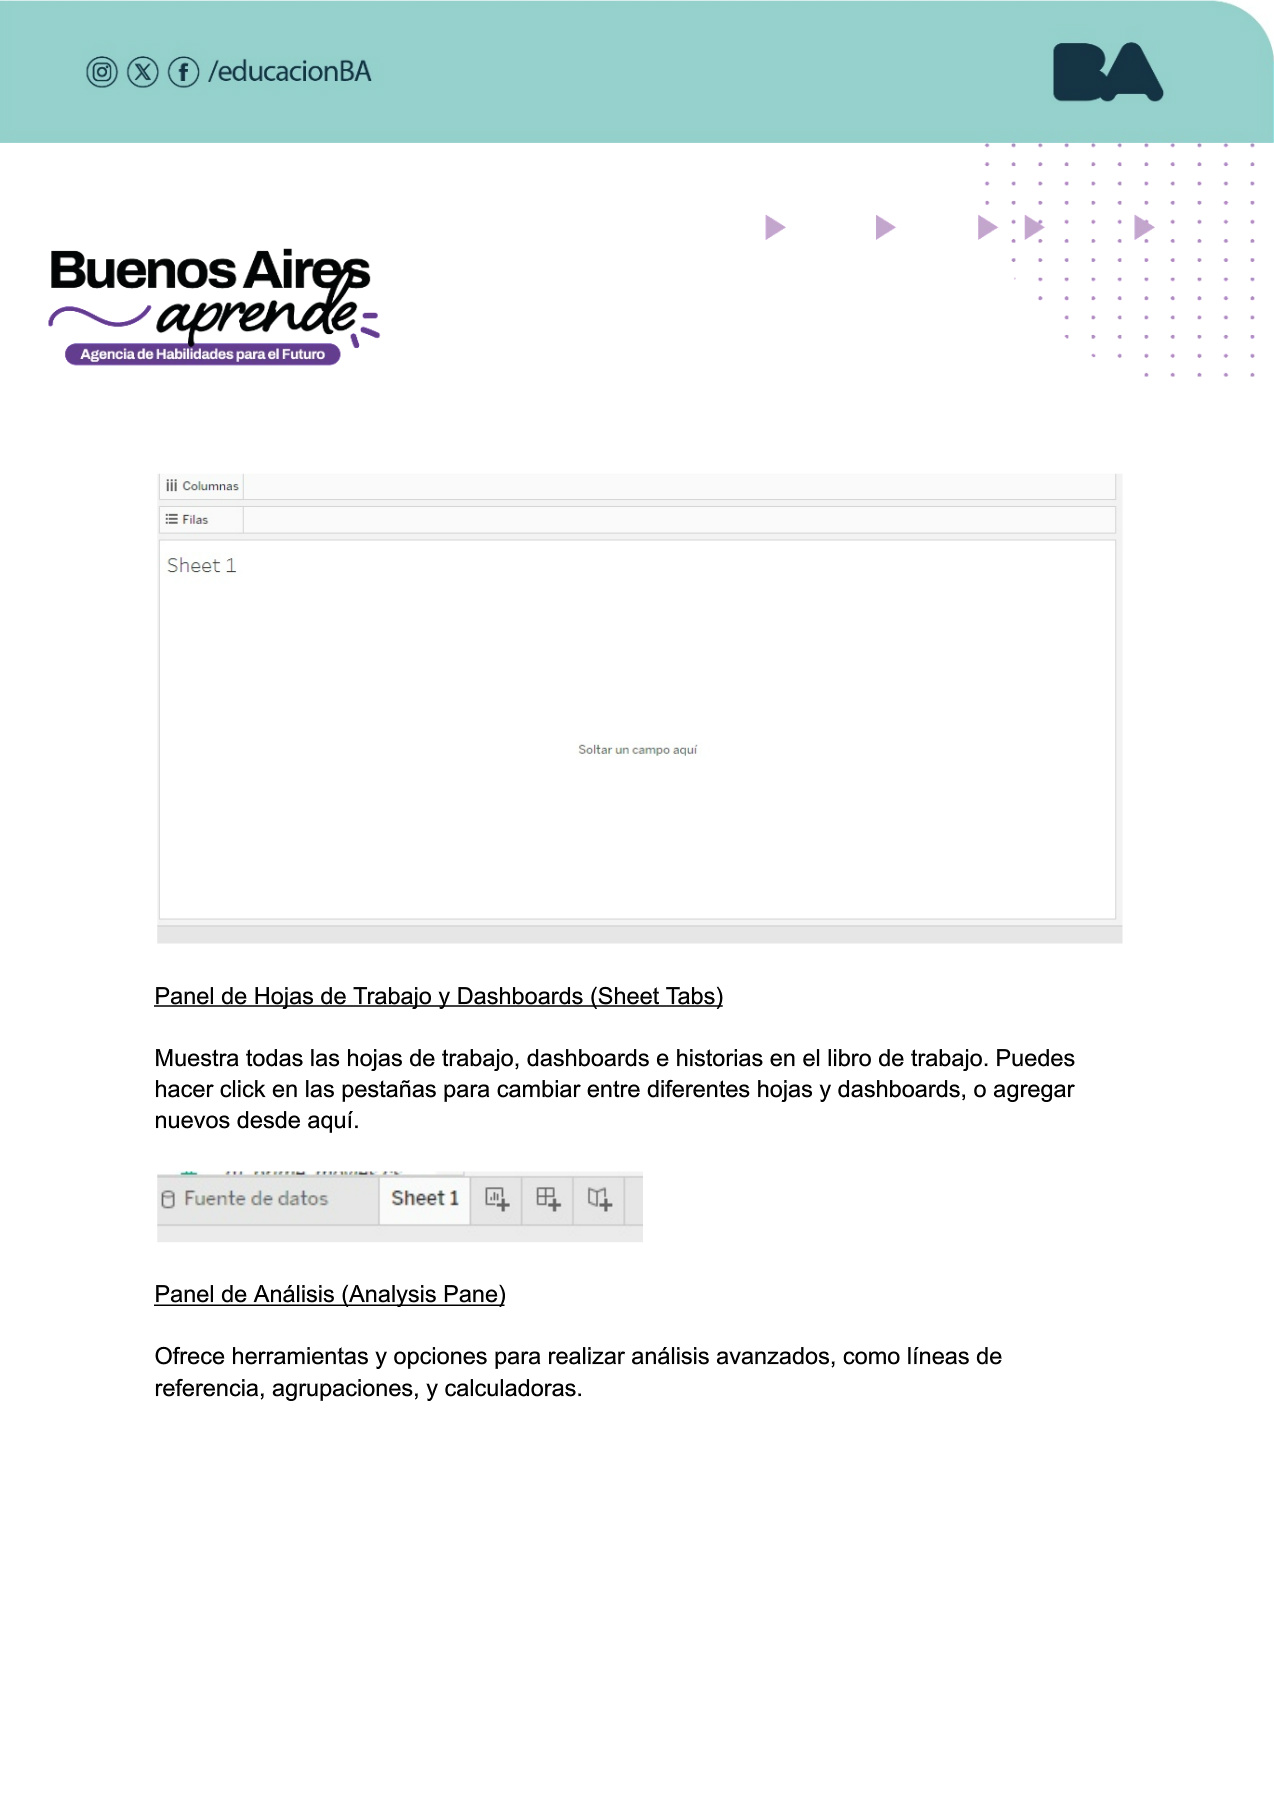 /educacionBA
BA
Buenos Aires
aprende
Agencia de Habilidades para el Futuro
Columnas
Filas
Sheet 1
Soltar un campo aquí
Panel de Hojas de Trabajo y Dashboards (Sheet Tabs)
Muestra todas las hojas de trabajo, dashboards e historias en el libro de trabajo. Puedes
hacer click en las pestañas para cambiar entre diferentes hojas y dashboards, o agregar
nuevos desde aquí.
Fuente de datos
Sheet 1
Panel de Análisis (Analysis Pane)
Ofrece herramientas y opciones para realizar análisis avanzados, como líneas de
referencia, agrupaciones, y calculadoras.